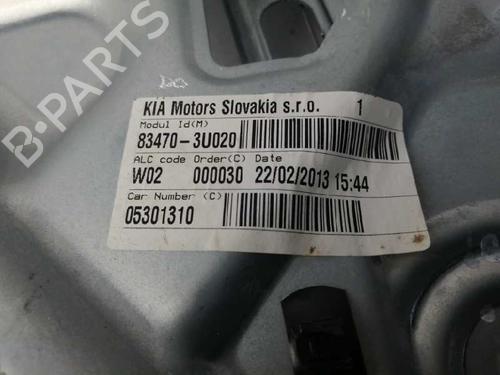 KIA Motors Slovakia s.r.o. 1
Modul Id(M)
83470-3U020
ALC code Order(C) Date
W02 000030 22/02/2013 15:44
Car Number (C)
05301310
B-PARTS